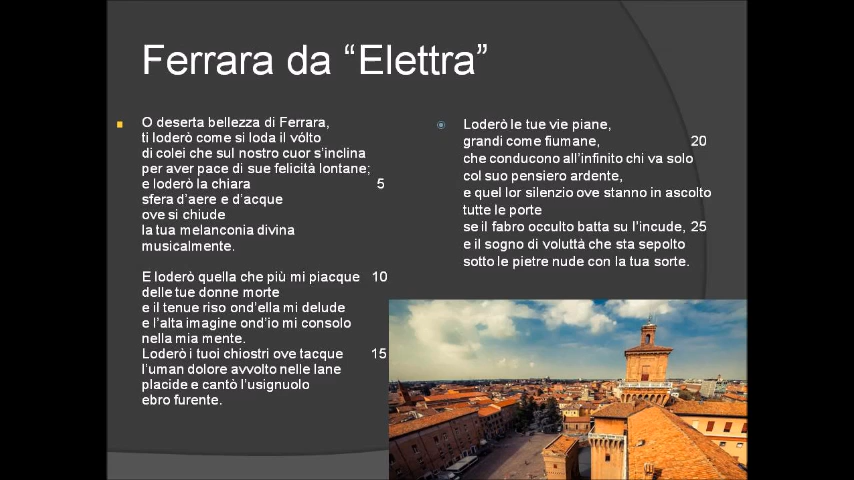 Ferrara da “Elettra”
O deserta bellezza di Ferrara,
ti loderò come si loda il vólto
di colei che sul nostro cuor s’inclina
per aver pace di sue felicità lontane;
e loderò la chiara 5
sfera d’aere e d’acque
ove si chiude
la tua melanconia divina
musicalmente.
E loderò quella che più mi piacque 10
delle tue donne morte
e il tenue riso ond’ella mi delude
e l’alta imagine ond’io mi consolo
nella mia mente.
Loderò i tuoi chiostri ove tacque 15
l’uman dolore avvolto nelle lane
placide e cantò l’usignuolo
ebro furente.
Loderò le tue vie piane,
grandi come fiumane, 20
che conducono all’infinito chi va solo
col suo pensiero ardente,
e quel lor silenzio ove stanno in ascolto
tutte le porte
se il fabro occulto batta su l’incude, 25
e il sogno di voluttà che sta sepolto
sotto le pietre nude con la tua sorte.